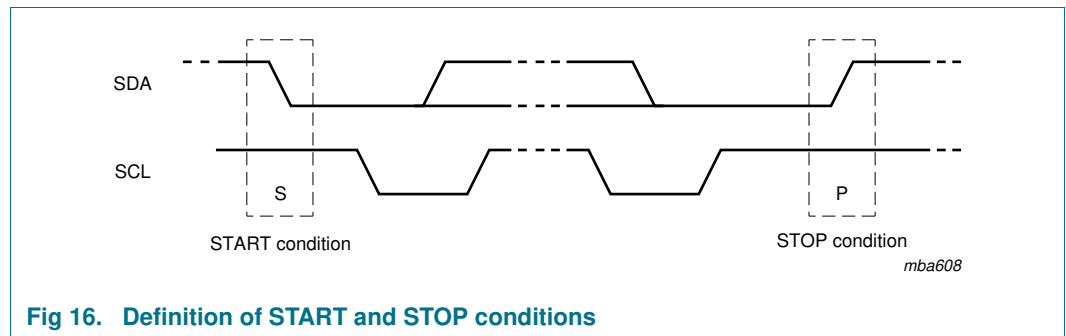 SDA
SCL
S
P
START condition
STOP condition
mba608
Fig 16. Definition of START and STOP conditions